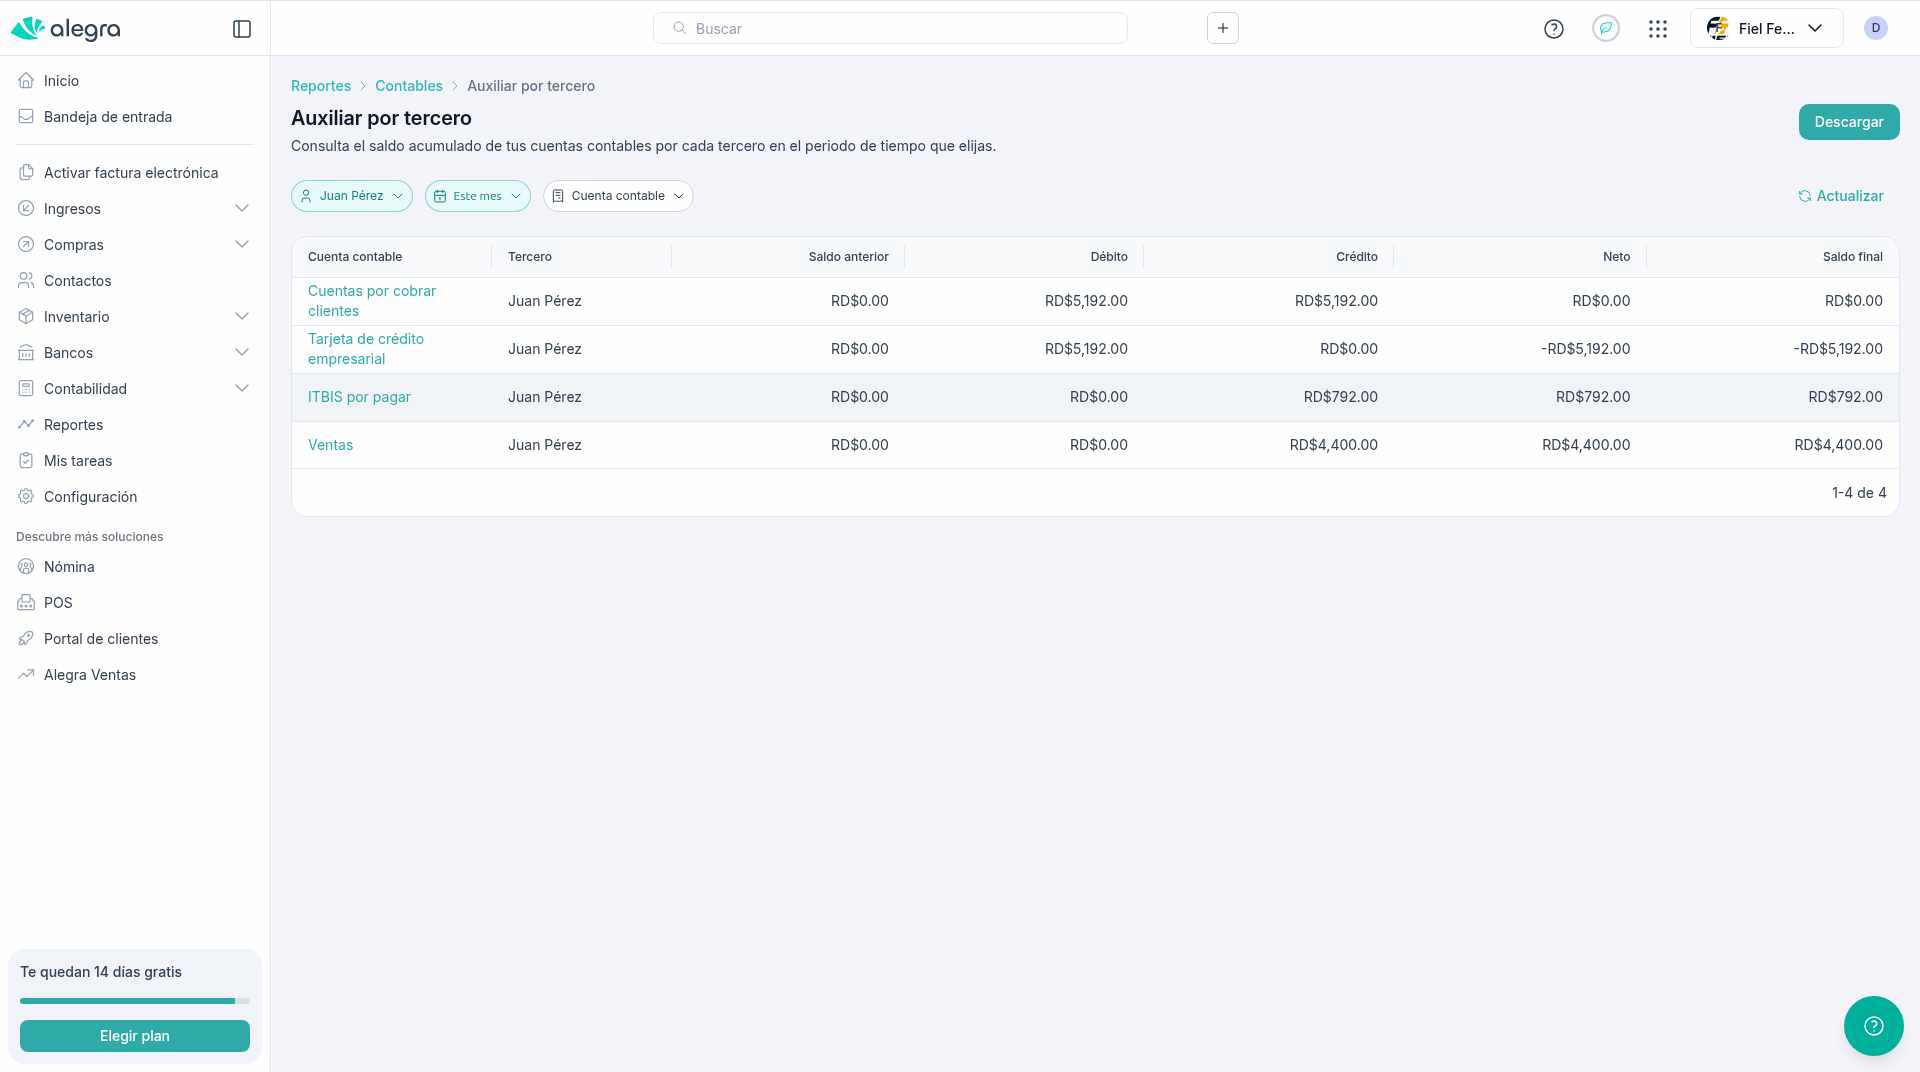 alegra
Buscar
Fiel Fe...
D
Inicio
Bandeja de entrada
Activar factura electrónica
Ingresos
Compras
Contactos
Inventario
Bancos
Contabilidad
Reportes
Mis tareas
Configuración
Descubre más soluciones
Nómina
POS
Portal de clientes
Alegra Ventas
Te quedan 14 días gratis
Elegir plan
Reportes > Contables > Auxiliar por tercero
Auxiliar por tercero
Descargar
Consulta el saldo acumulado de tus cuentas contables por cada tercero en el periodo de tiempo que elijas.
Juan Pérez Este mes Cuenta contable Actualizar
Cuenta contable Tercero Saldo anterior Débito Crédito Neto Saldo final
Cuentas por cobrar
clientes
Juan Pérez RD$0.00 RD$5,192.00 RD$5,192.00 RD$0.00 RD$0.00
Tarjeta de crédito
empresarial
Juan Pérez RD$0.00 RD$5,192.00 RD$0.00 -RD$5,192.00 -RD$5,192.00
ITBIS por pagar Juan Pérez RD$0.00 RD$0.00 RD$792.00 RD$792.00 RD$792.00
Ventas Juan Pérez RD$0.00 RD$0.00 RD$4,400.00 RD$4,400.00 RD$4,400.00
1-4 de 4